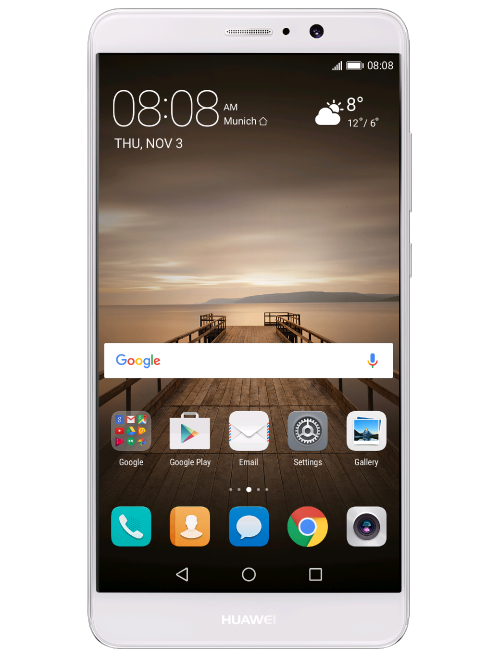 08:08
08:08 AM
Munich
THU, NOV 3
8°
12°/ 6°
Google
Google
Google Play
Email
Settings
Gallery
HUAWEI